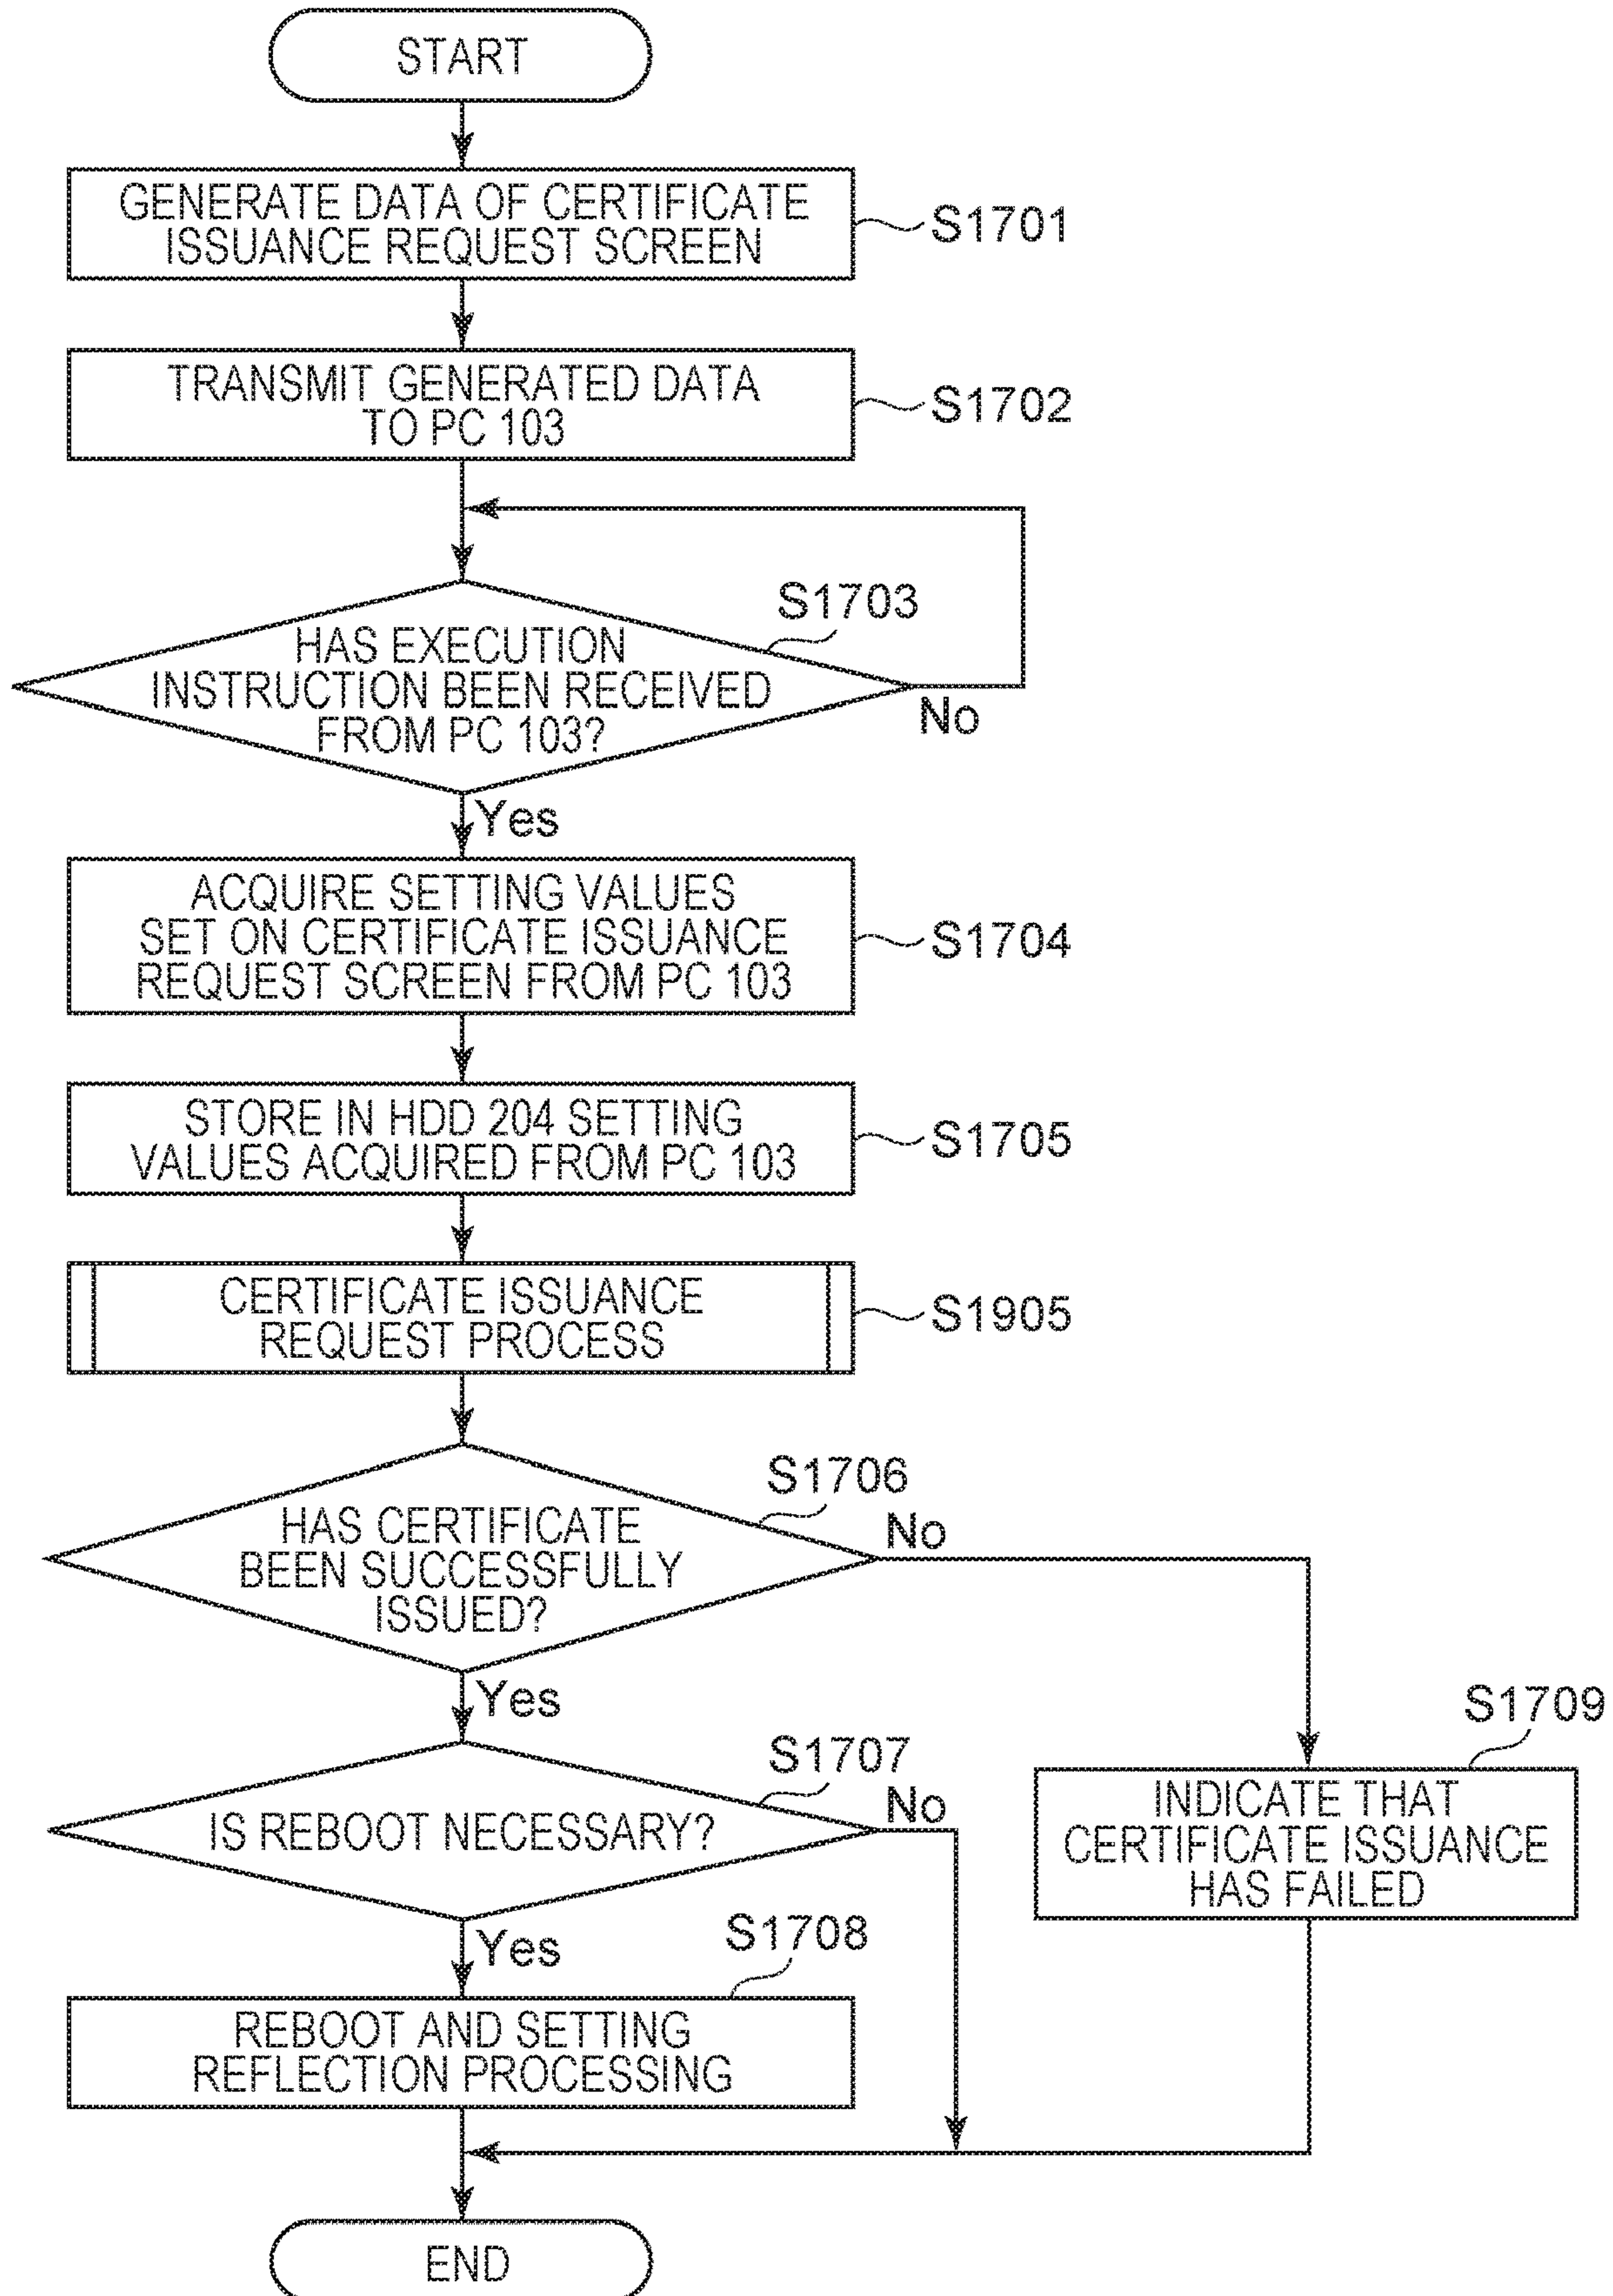 START
GENERATE DATA OF CERTIFICATE
ISSUANCE REQUEST SCREEN
S1701
TRANSMIT GENERATED DATA
TO PC 103
S1702
S1703
HAS EXECUTION
INSTRUCTION BEEN RECEIVED
FROM PC 103?
No
Yes
ACQUIRE SETTING VALUES
SET ON CERTIFICATE ISSUANCE
REQUEST SCREEN FROM PC 103
S1704
STORE IN HDD 204 SETTING
VALUES ACQUIRED FROM PC 103
S1705
CERTIFICATE ISSUANCE
REQUEST PROCESS
S1905
S1706
HAS CERTIFICATE
BEEN SUCCESSFULLY
ISSUED?
No
Yes
S1707
IS REBOOT NECESSARY?
No
S1709
INDICATE THAT
CERTIFICATE ISSUANCE
HAS FAILED
Yes
S1708
REBOOT AND SETTING
REFLECTION PROCESSING
END